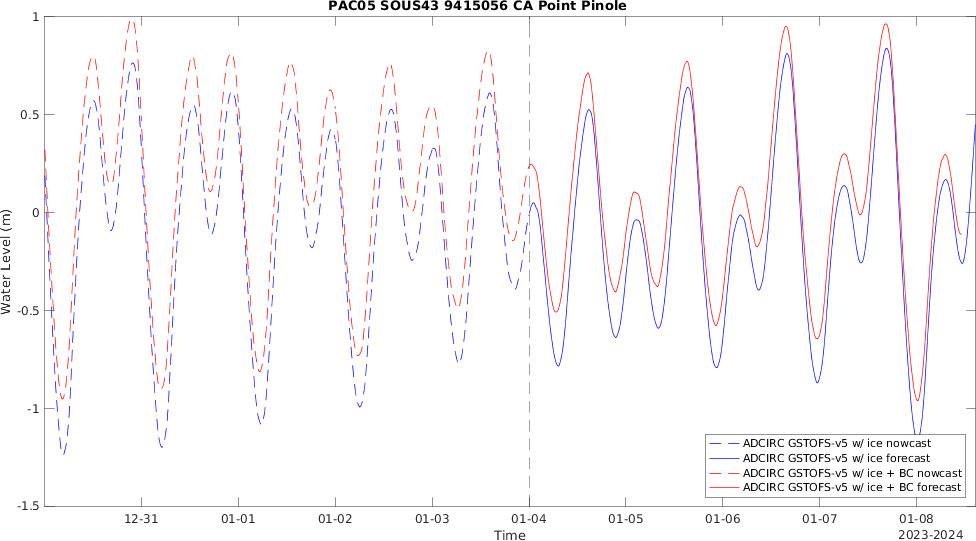 PAC05 SOUS43 9415056 CA Point Pinole
1
0.5
0
-0.5
-1
-1.5
Water Level (m)
12-31
01-01
01-02
01-03
01-04
01-05
01-06
01-07
01-08
Time
2023-2024
ADCIRC GSTOFS-v5 w/ ice nowcast
ADCIRC GSTOFS-v5 w/ ice forecast
ADCIRC GSTOFS-v5 w/ ice + BC nowcast
ADCIRC GSTOFS-v5 w/ ice + BC forecast